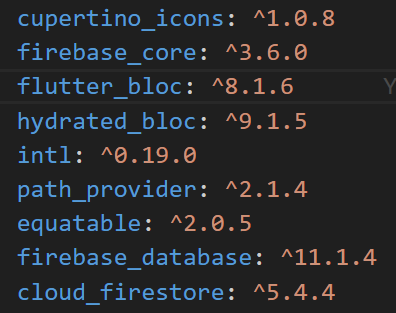 cupertino_icons: ^1.0.8
firebase_core: ^3.6.0
flutter_bloc: ^8.1.6
hydrated_bloc: ^9.1.5
intl: ^0.19.0
path_provider: ^2.1.4
equatable: ^2.0.5
firebase_database: ^11.1.4
cloud_firestore: ^5.4.4